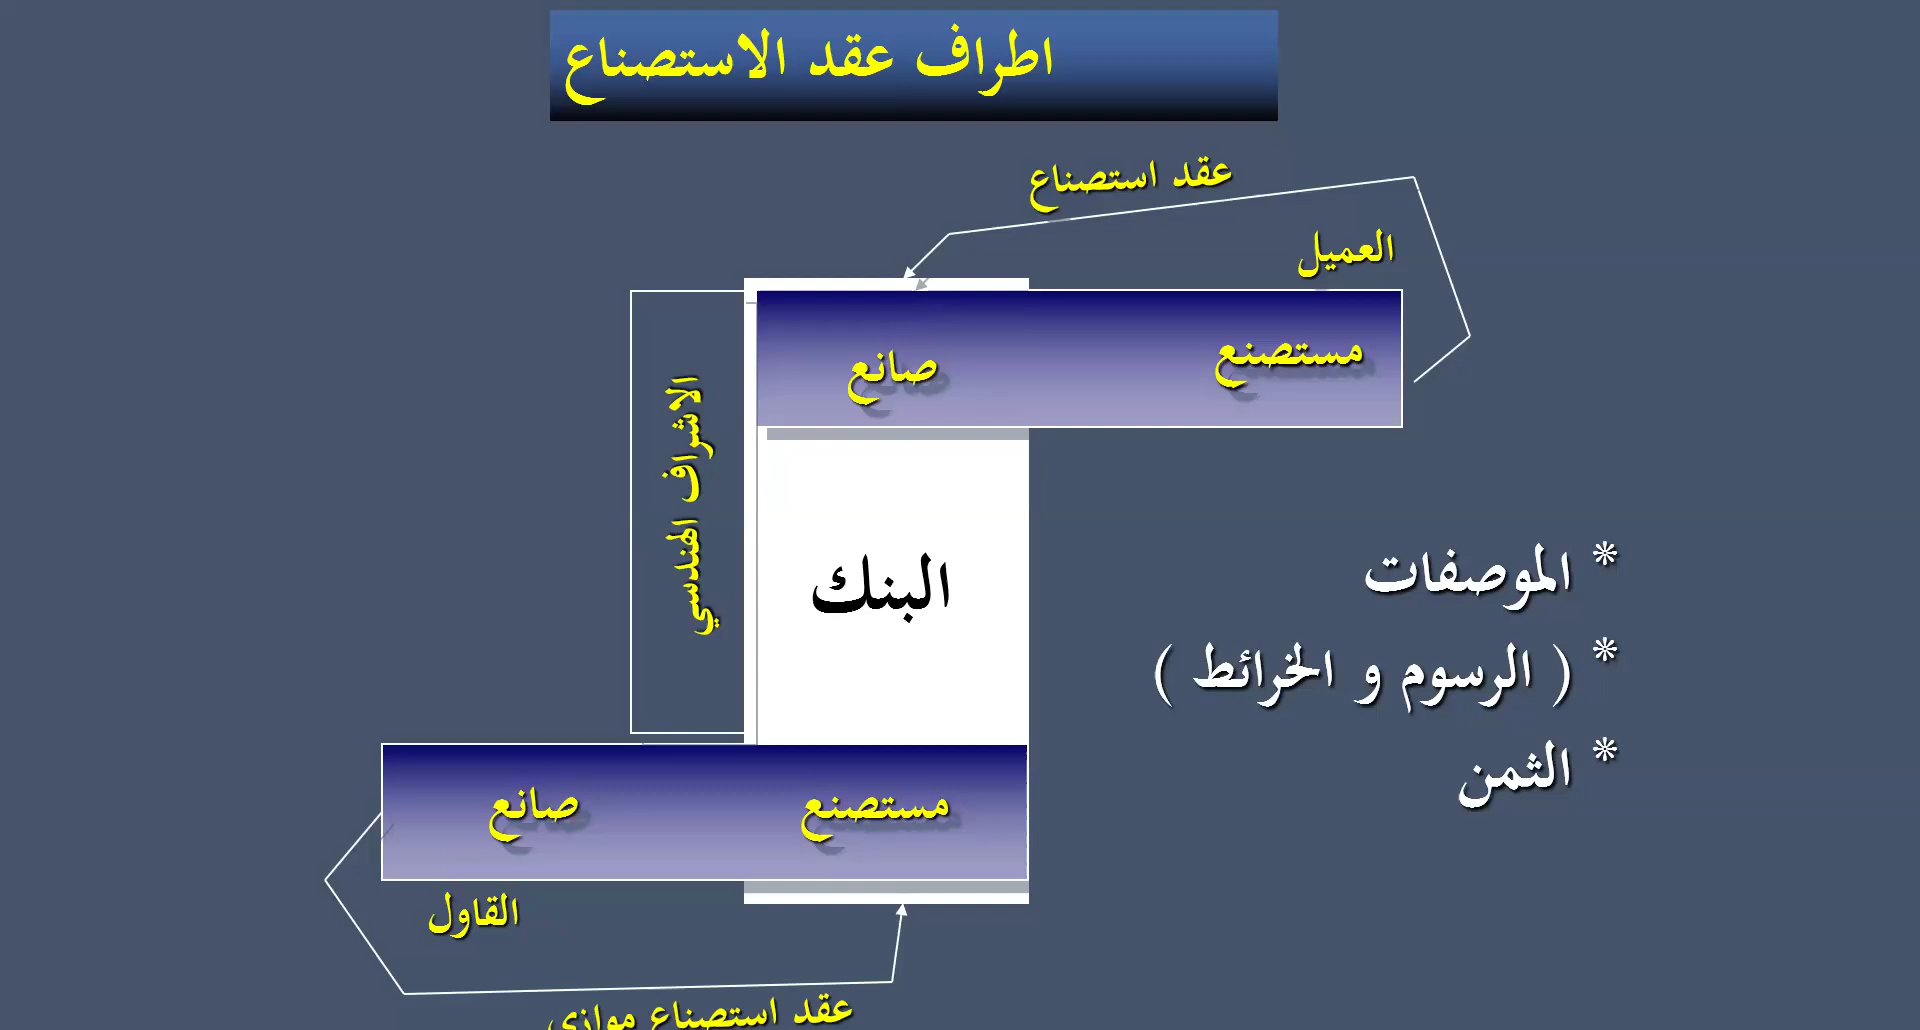 اطراف عقد الاستصناع
عقد استصناع
العميل
مستصنع
صانع
الاشراف الهندسي
البنك
* الموصفات
* ( الرسوم و الخرائط )
* الثمن
مستصنع
صانع
القاول
عقد استصناع موازي